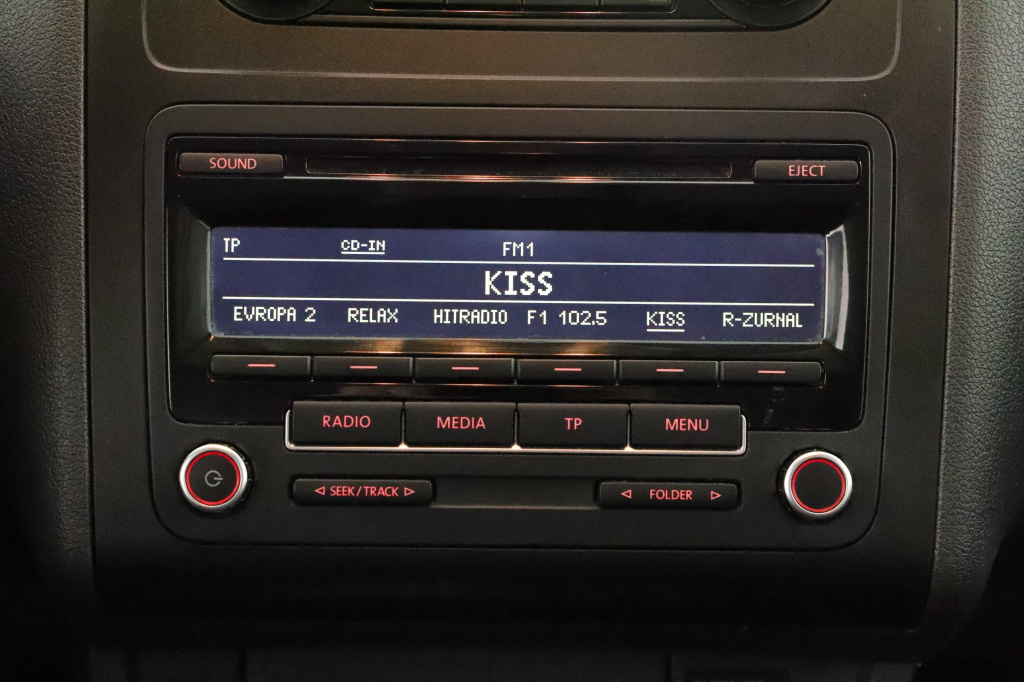 SOUND
EJECT
TP CD-IN FM1
KISS
EVROPA 2 RELAX HITRADIO F1 102.5 KISS R-ZURNAL
RADIO MEDIA TP MENU
SEEK/TRACK
FOLDER